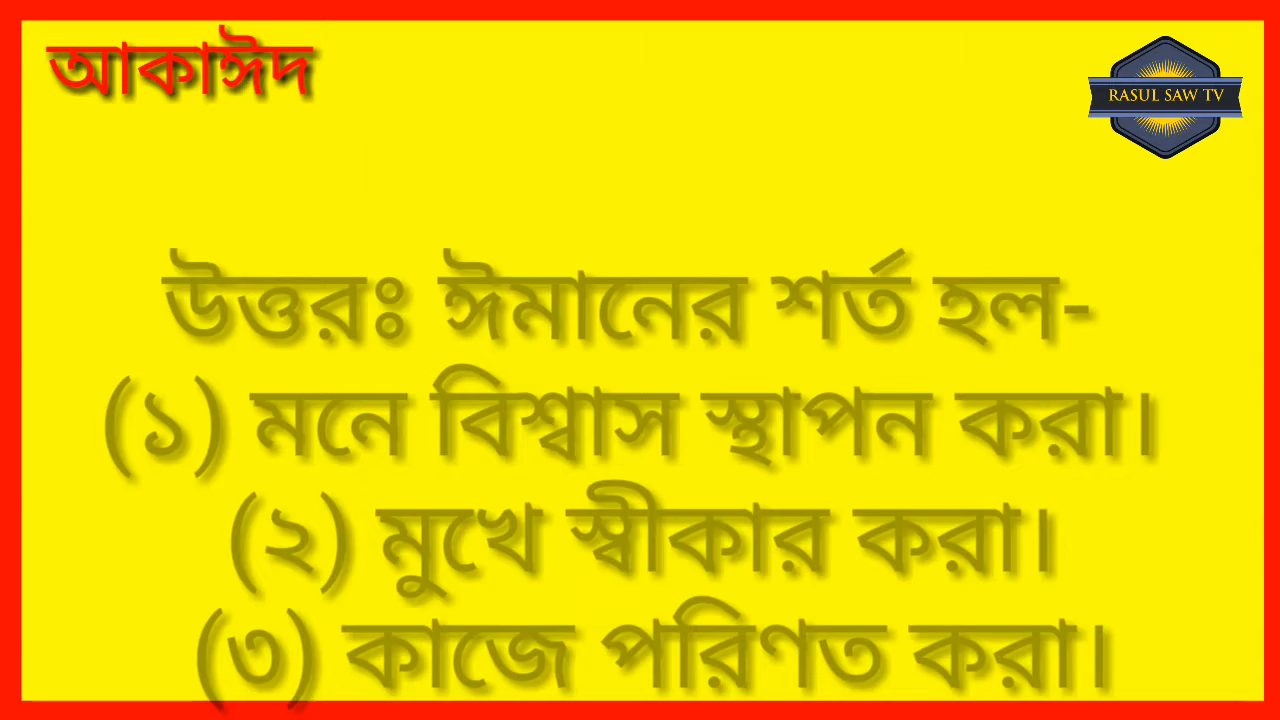 আকাঈদ
RASUL SAW TV
উত্তরঃ ঈমানের শর্ত হল-
(১) মনে বিশ্বাস স্থাপন করা।
(২) মুখে স্বীকার করা।
(৩) কাজে পরিণত করা।